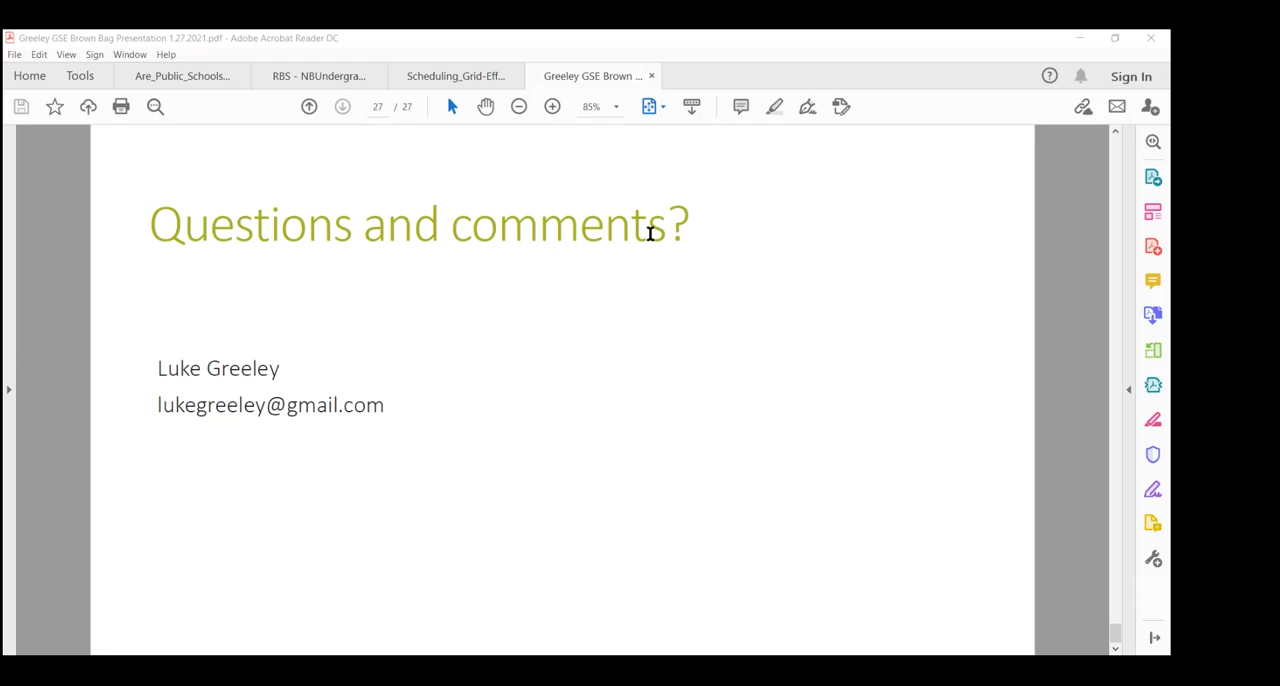 Greeley GSE Brown Bag Presentation 1.27.2021.pdf - Adobe Acrobat Reader DC
File Edit View Sign Window Help
Home Tools Are_Public_Schools... RBS - NBUndergra... Scheduling_Grid-Eff... Greeley GSE Brown ... × Sign In
27 / 27 85%
Questions and comments?
Luke Greeley
lukegreeley@gmail.com